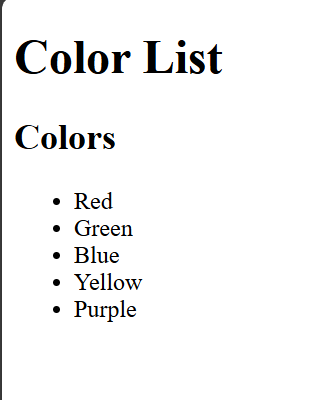 Color List
Colors
• Red
• Green
• Blue
• Yellow
• Purple